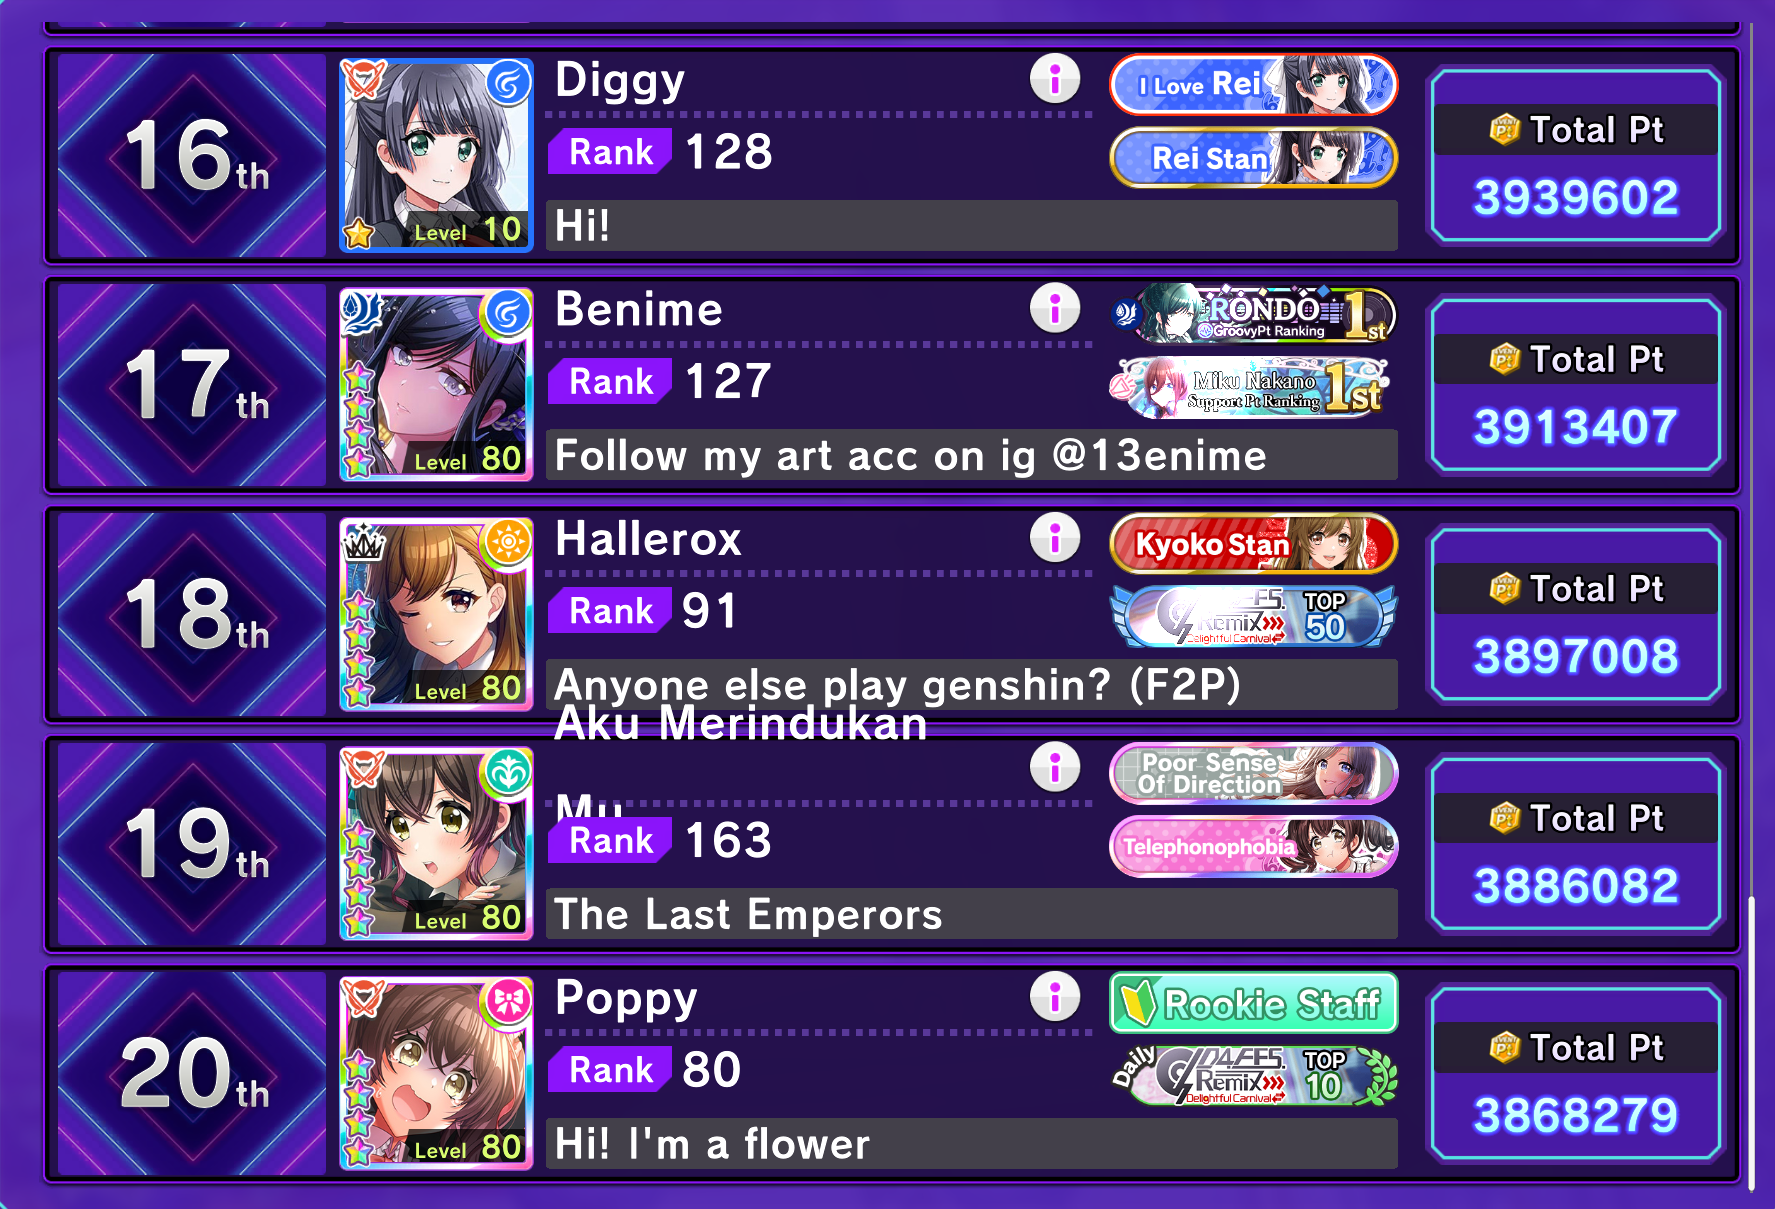 16th
Diggy
Rank 128
Hi!
Level 10
I Love Rei
Rei Stan
Total Pt
3939602
17th
Benime
Rank 127
Follow my art acc on ig @13enime
Level 80
RONDO 1st
GroovyPt Ranking
Miku Nakano 1st
Support Pt Ranking
Total Pt
3913407
18th
Hallerox
Rank 91
Anyone else play genshin? (F2P)
Level 80
Kyoko Stan
Remix TOP 50
Delightful Carnival
Total Pt
3897008
19th
Aku Merindukan
Mu
Rank 163
The Last Emperors
Level 80
Poor Sense
Of Direction
Telephonophobia
Total Pt
3886082
20th
Poppy
Rank 80
Hi! I'm a flower
Level 80
Rookie Staff
Daily D4FES. Remix TOP 10
Delightful Carnival
Total Pt
3868279